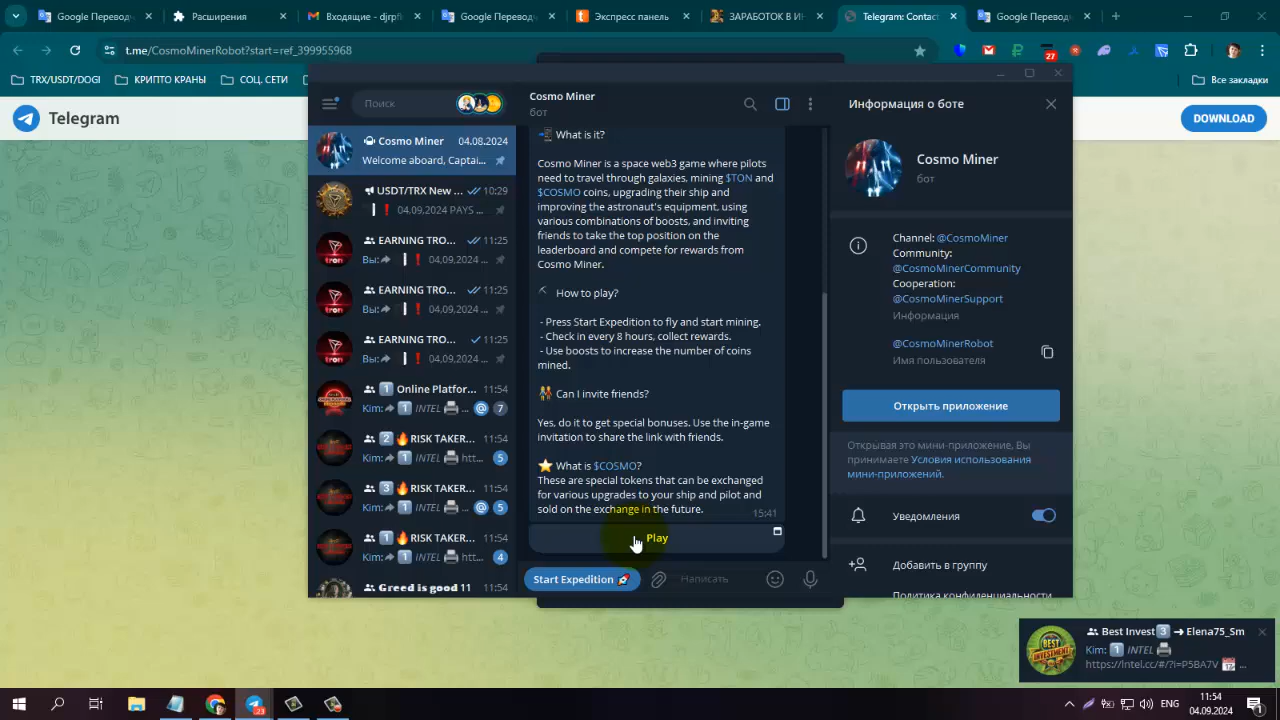 Google Переводч
Расширения
Входящие - djrpfi
Google Переводч
Экспресс панель
ЗАРАБОТОК В ИН
Telegram: Contact
Google Переводч
t.me/CosmoMinerRobot?start=ref_399955968
27
TRX/USDT/DOGI
КРИПТО КРАНЫ
СОЦ. СЕТИ
Все закладки
Telegram
DOWNLOAD
Поиск
Cosmo Miner
04.08.2024
Welcome aboard, Captai...
USDT/TRX New ...
10:29
04.09.2024 PAYS ...
EARNING TRO...
11:25
Вы:
04.09.2024 ...
EARNING TRO...
11:25
Вы:
04.09.2024 ...
EARNING TRO...
11:25
Вы:
04.09.2024 ...
1 Online Platfor...
11:54
Kim: 1 INTEL ... @ 7
2 🔥RISK TAKER...
11:54
Kim: 1 INTEL htt... 5
3 🔥RISK TAKER...
11:54
Kim: 1 INTEL ... @ 5
1 🔥RISK TAKER...
11:54
Kim: 1 INTEL htt... 4
Greed is good 11
11:54
Cosmo Miner
бот
What is it?
Cosmo Miner is a space web3 game where pilots
need to travel through galaxies, mining $TON and
$COSMO coins, upgrading their ship and
improving the astronaut's equipment, using
various combinations of boosts, and inviting
friends to take the top position on the
leaderboard and compete for rewards from
Cosmo Miner.
How to play?
- Press Start Expedition to fly and start mining.
- Check in every 8 hours, collect rewards.
- Use boosts to increase the number of coins
mined.
Can I invite friends?
Yes, do it to get special bonuses. Use the in-game
invitation to share the link with friends.
⭐ What is $COSMO?
These are special tokens that can be exchanged
for various upgrades to your ship and pilot and
sold on the exchange in the future.
15:41
Play
Start Expedition 🚀
Написать
Информация о боте
Cosmo Miner
бот
Channel: @CosmoMiner
Community:
@CosmoMinerCommunity
Cooperation:
@CosmoMinerSupport
Информация
@CosmoMinerRobot
Имя пользователя
Открыть приложение
Открывая это мини-приложение, Вы
принимаете Условия использования
мини-приложений.
Уведомления
Добавить в группу
Политика конфиденциальности
Best Invest 3 ➜ Elena75_Sm
Kim: 1 INTEL
https://Intel.cc/#/?i=P5BA7V ...
23
11:54
04.09.2024
1